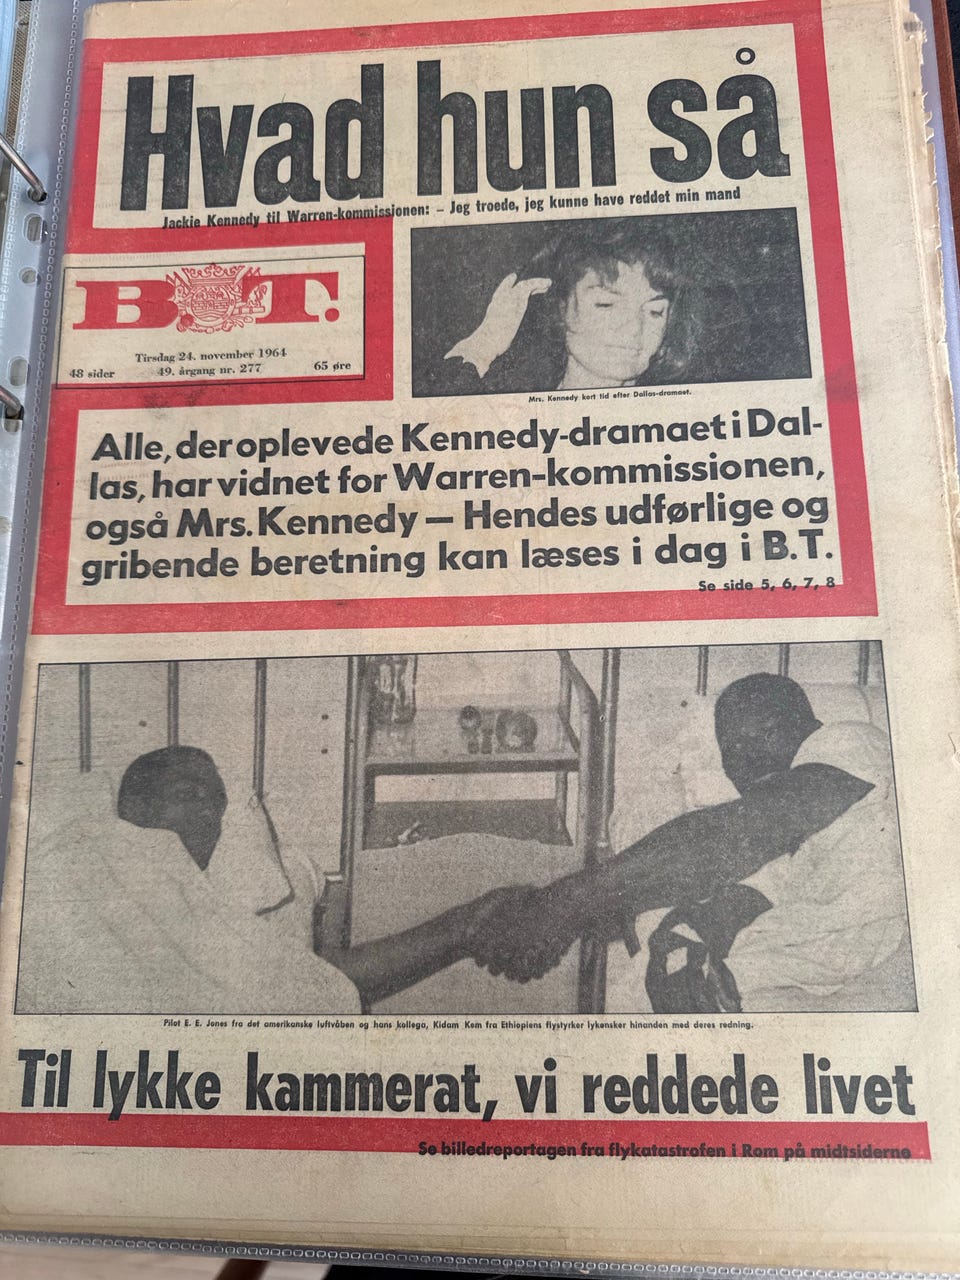 Hvad hun så
Jackie Kennedy til Warren-kommissionen: – Jeg troede, jeg kunne have reddet min mand
B.T.
Tirsdag 24. november 1964
48 sider 49. årgang nr. 277 65 øre
Mrs. Kennedy kort tid efter Dallas-dramaet.
Alle, der oplevede Kennedy-dramaet i Dal-
las, har vidnet for Warren-kommissionen,
også Mrs. Kennedy — Hendes udførlige og
gribende beretning kan læses i dag i B.T.
Se side 5, 6, 7, 8
Pilot E. E. Jones fra det amerikanske luftvåben og hans kollega, Kidam Kem fra Ethiopiens flystyrker lykønsker hinanden med deres redning.
Til lykke kammerat, vi reddede livet
Se billedreportagen fra flykatastrofen i Rom på midtsiderne